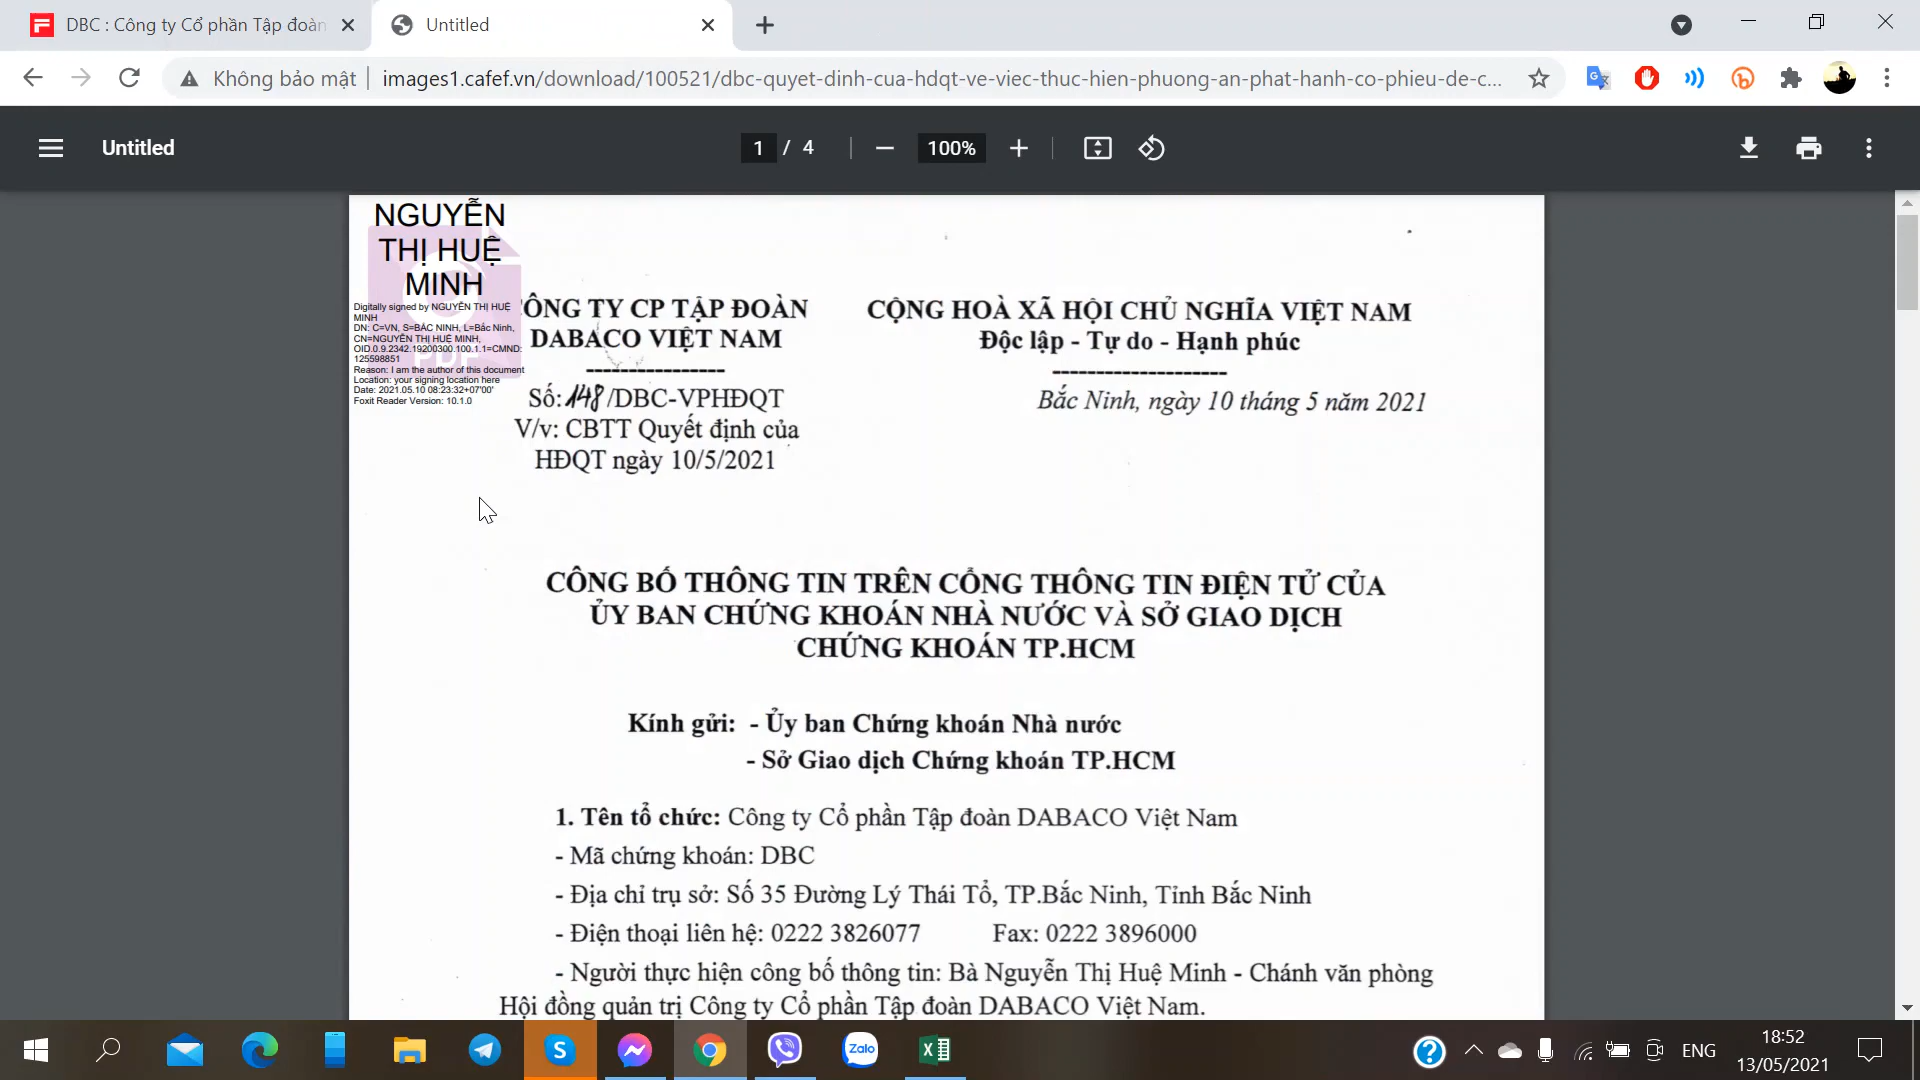 DBC : Công ty Cổ phần Tập đoàn
Untitled
Không bảo mật
images1.cafef.vn/download/100521/dbc-quyet-dinh-cua-hdqt-ve-viec-thuc-hien-phuong-an-phat-hanh-co-phieu-de-c...
Untitled
1 / 4
100%
NGUYỄN
THỊ HUỆ
MINH
Digitally signed by NGUYỄN THỊ HUỆ
MINH
DN: C=VN, S=BẮC NINH, L=Bắc Ninh,
CN=NGUYỄN THỊ HUỆ MINH,
OID.0.9.2342.19200300.100.1.1=CMND:
125598851
Reason: I am the author of this document
Location: your signing location here
Date: 2021.05.10 08:23:32+07'00'
Foxit Reader Version: 10.1.0
PDF
CÔNG TY CP TẬP ĐOÀN
DABACO VIỆT NAM
----------------
Số: 148/DBC-VPHĐQT
V/v: CBTT Quyết định của
HĐQT ngày 10/5/2021
CỘNG HOÀ XÃ HỘI CHỦ NGHĨA VIỆT NAM
Độc lập - Tự do - Hạnh phúc
--------------------
Bắc Ninh, ngày 10 tháng 5 năm 2021
CÔNG BỐ THÔNG TIN TRÊN CỔNG THÔNG TIN ĐIỆN TỬ CỦA
ỦY BAN CHỨNG KHOÁN NHÀ NƯỚC VÀ SỞ GIAO DỊCH
CHỨNG KHOÁN TP.HCM
Kính gửi: - Ủy ban Chứng khoán Nhà nước
- Sở Giao dịch Chứng khoán TP.HCM
1. Tên tổ chức: Công ty Cổ phần Tập đoàn DABACO Việt Nam
- Mã chứng khoán: DBC
- Địa chỉ trụ sở: Số 35 Đường Lý Thái Tổ, TP.Bắc Ninh, Tỉnh Bắc Ninh
- Điện thoại liên hệ: 0222 3826077 Fax: 0222 3896000
- Người thực hiện công bố thông tin: Bà Nguyễn Thị Huệ Minh - Chánh văn phòng
Hội đồng quản trị Công ty Cổ phần Tập đoàn DABACO Việt Nam.
Zalo
ENG
18:52
13/05/2021